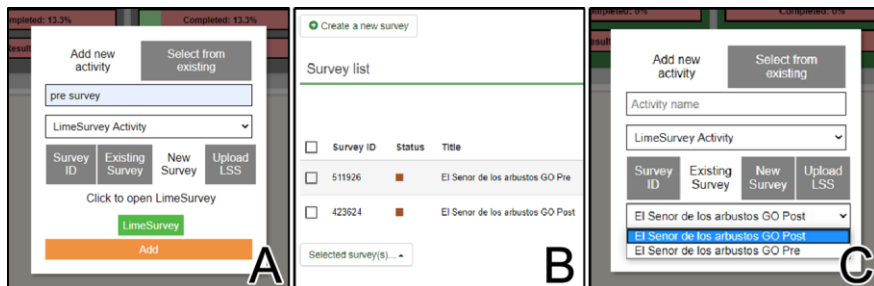 mpleted: 13.3%
Completed: 13.3%
Result
Add new
activity
Select from
existing
pre survey
LimeSurvey Activity
Survey
ID
Existing
Survey
New
Survey
Upload
LSS
Click to open LimeSurvey
LimeSurvey
Add
A
Create a new survey
Survey list
Survey ID
Status
Title
511926
El Senor de los arbustos GO Pre
423624
El Senor de los arbustos GO Post
Selected survey(s)...
B
ompleted: 0%
Completed: 0%
sult
Add new
activity
Select from
existing
Activity name
LimeSurvey Activity
Survey
ID
Existing
Survey
New
Survey
Upload
LSS
El Senor de los arbustos GO Post
El Senor de los arbustos GO Post
El Senor de los arbustos GO Pre
C